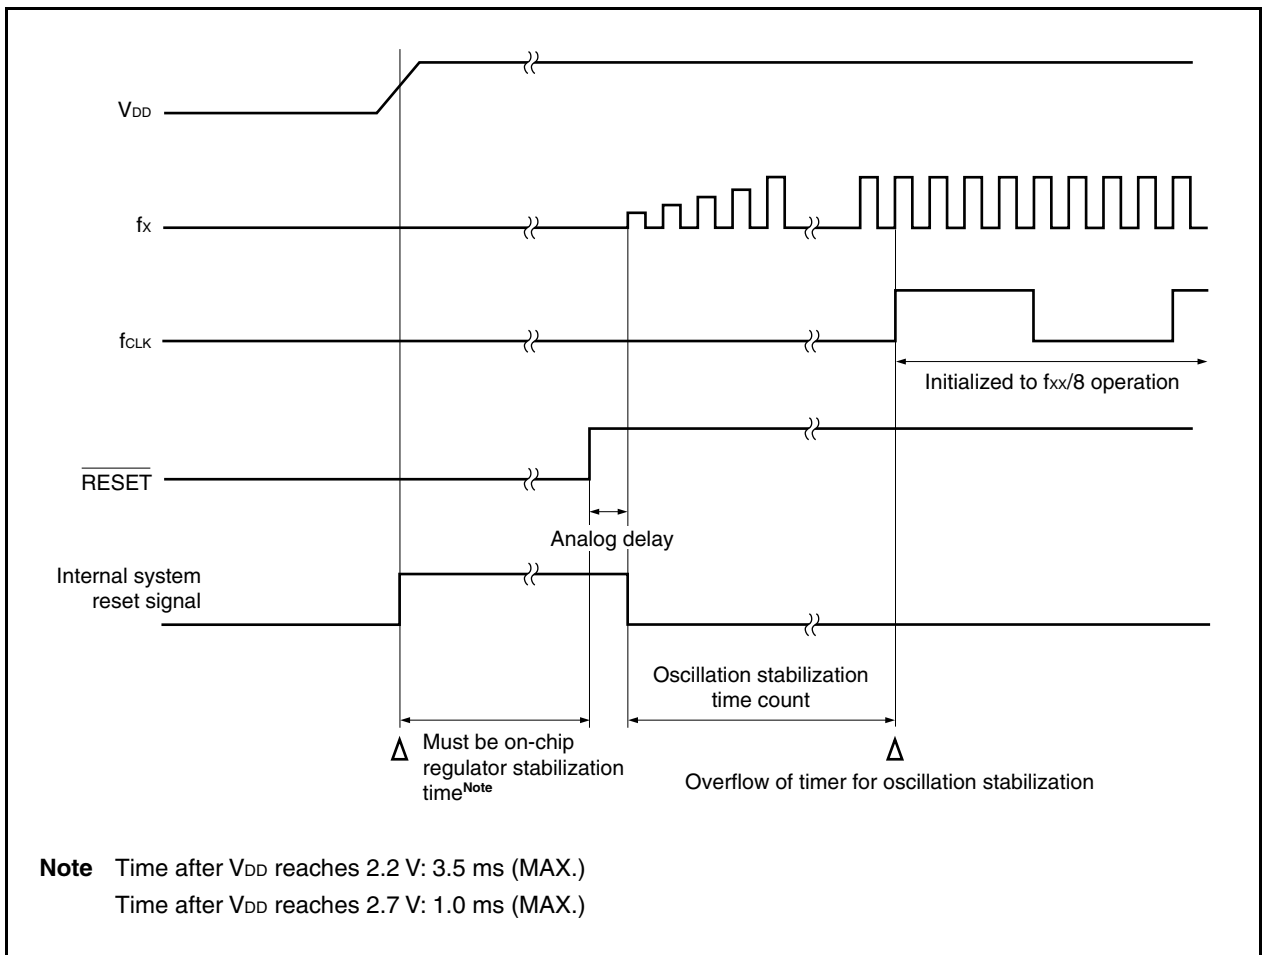 VDD
fX
fCLK
Initialized to fXX/8 operation
RESET
Analog delay
Internal system
reset signal
Oscillation stabilization
time count
Must be on-chip
regulator stabilization
timeNote
Overflow of timer for oscillation stabilization
Note Time after VDD reaches 2.2 V: 3.5 ms (MAX.)
Time after VDD reaches 2.7 V: 1.0 ms (MAX.)